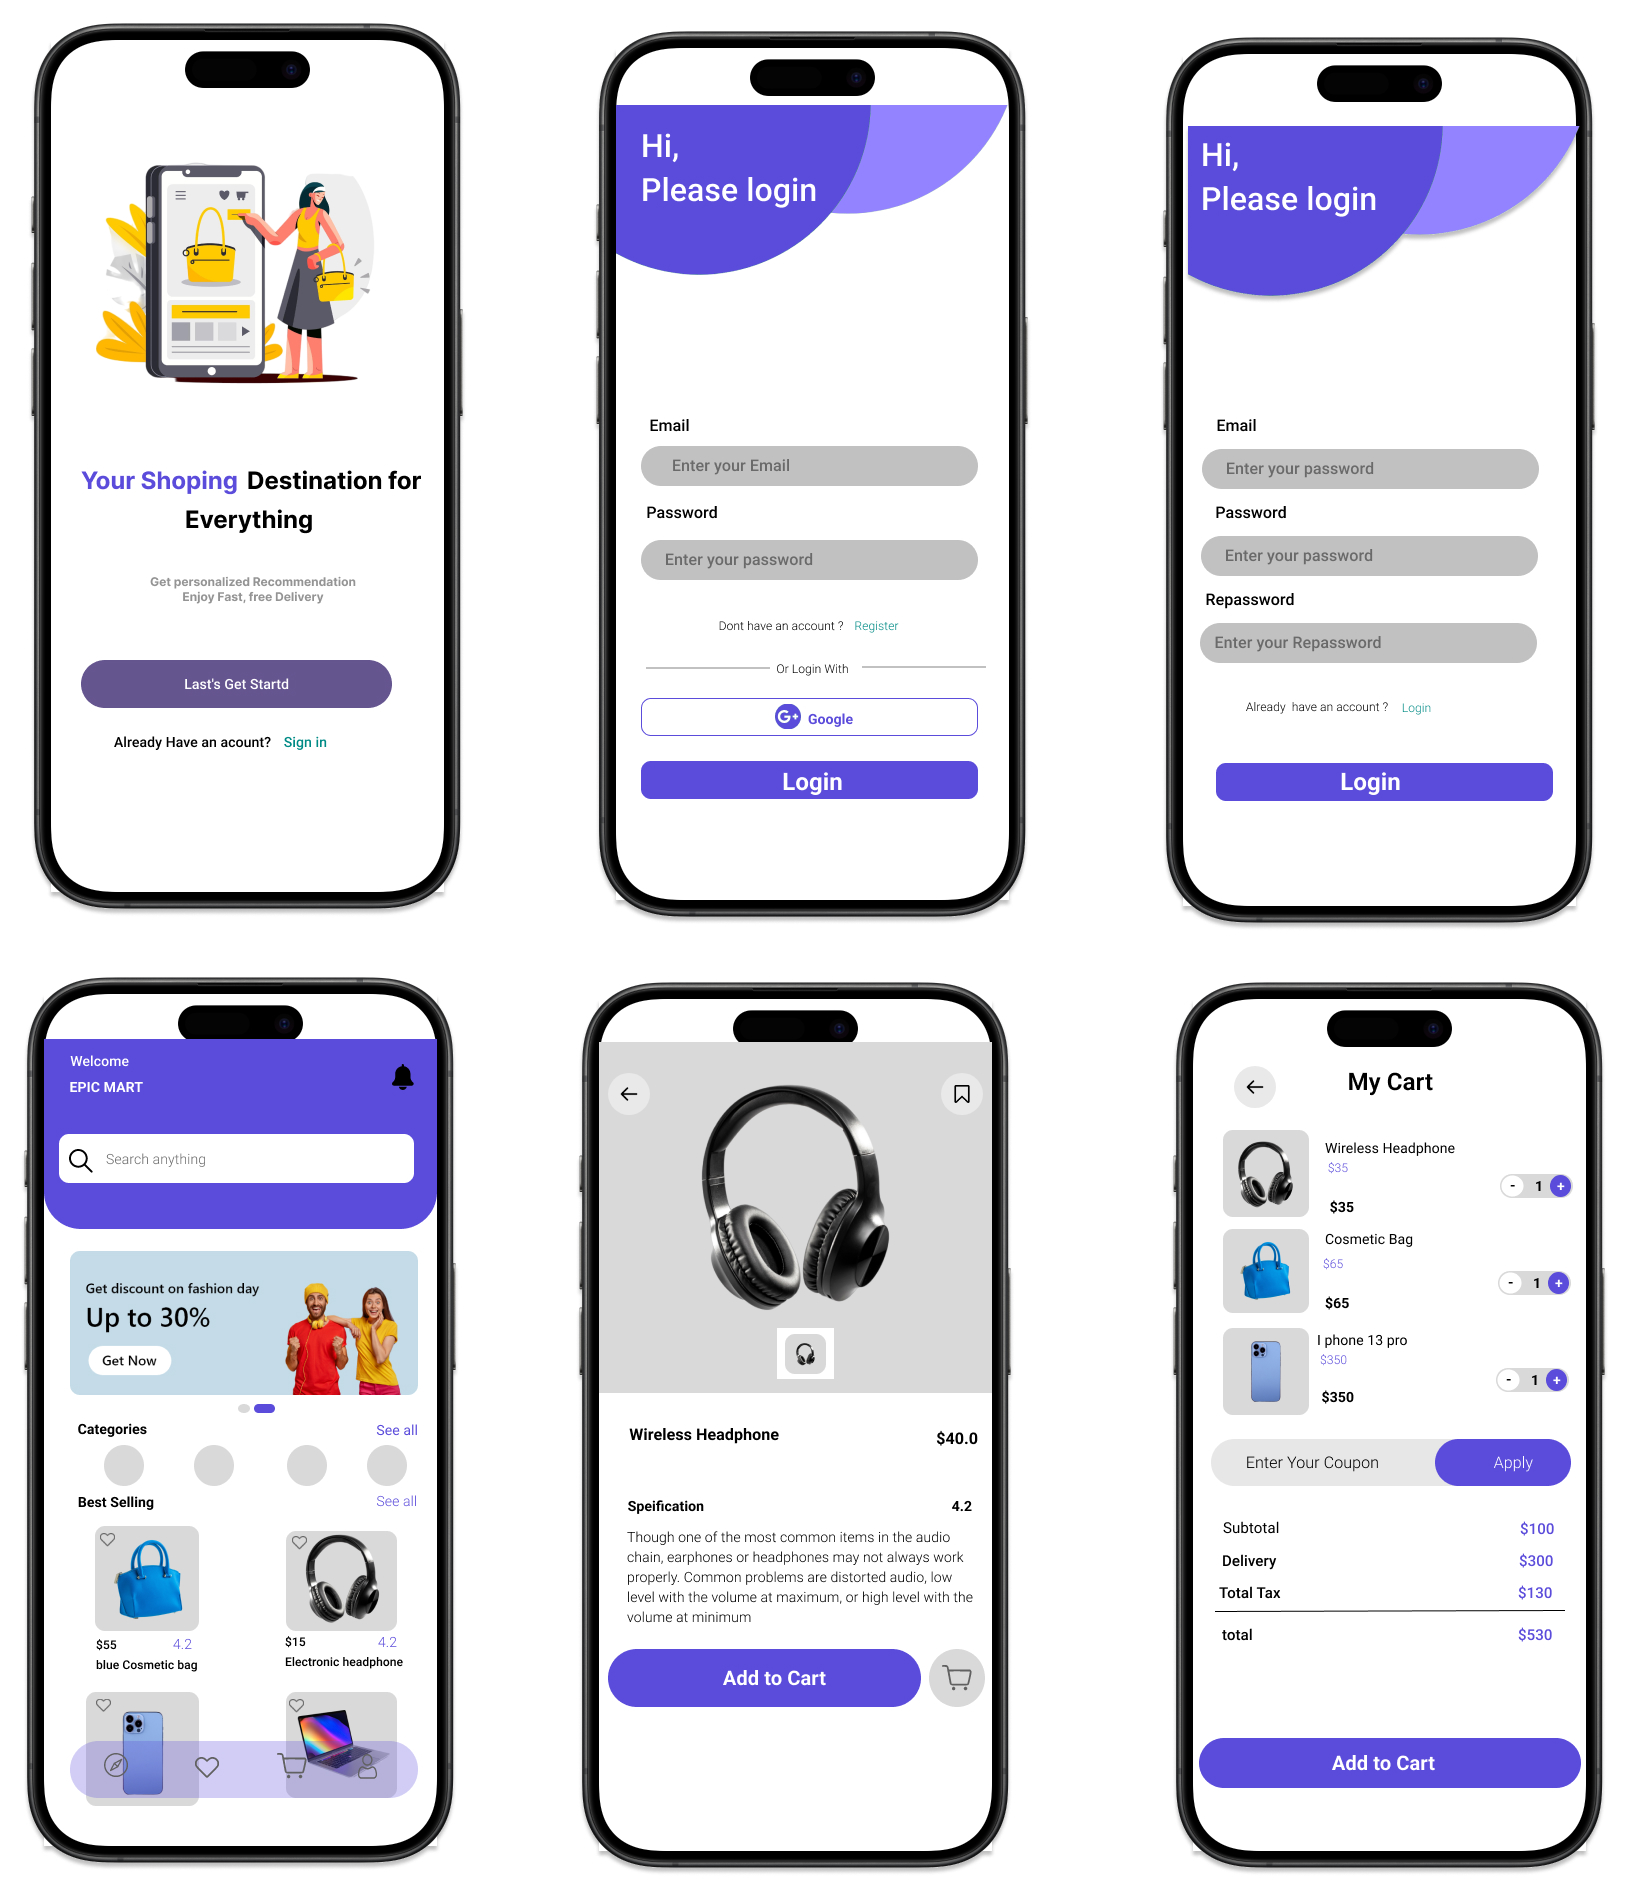 Your Shoping Destination for
Everything
Get personalized Recommendation
Enjoy Fast, free Delivery
Last's Get Startd
Already Have an acount? Sign in
Hi,
Please login
Email
Enter your Email
Password
Enter your password
Dont have an account ? Register
Or Login With
G+ Google
Login
Hi,
Please login
Email
Enter your password
Password
Enter your password
Repassword
Enter your Repassword
Already have an account ? Login
Login
Welcome
EPIC MART
Search anything
Get discount on fashion day
Up to 30%
Get Now
Categories See all
Best Selling See all
$55 4.2
blue Cosmetic bag
$15 4.2
Electronic headphone
Wireless Headphone $40.0
Speification 4.2
Though one of the most common items in the audio
chain, earphones or headphones may not always work
properly. Common problems are distorted audio, low
level with the volume at maximum, or high level with the
volume at minimum
Add to Cart
My Cart
Wireless Headphone
$35
- 1 +
$35
Cosmetic Bag
$65
- 1 +
$65
I phone 13 pro
$350
- 1 +
$350
Enter Your Coupon Apply
Subtotal $100
Delivery $300
Total Tax $130
total $530
Add to Cart